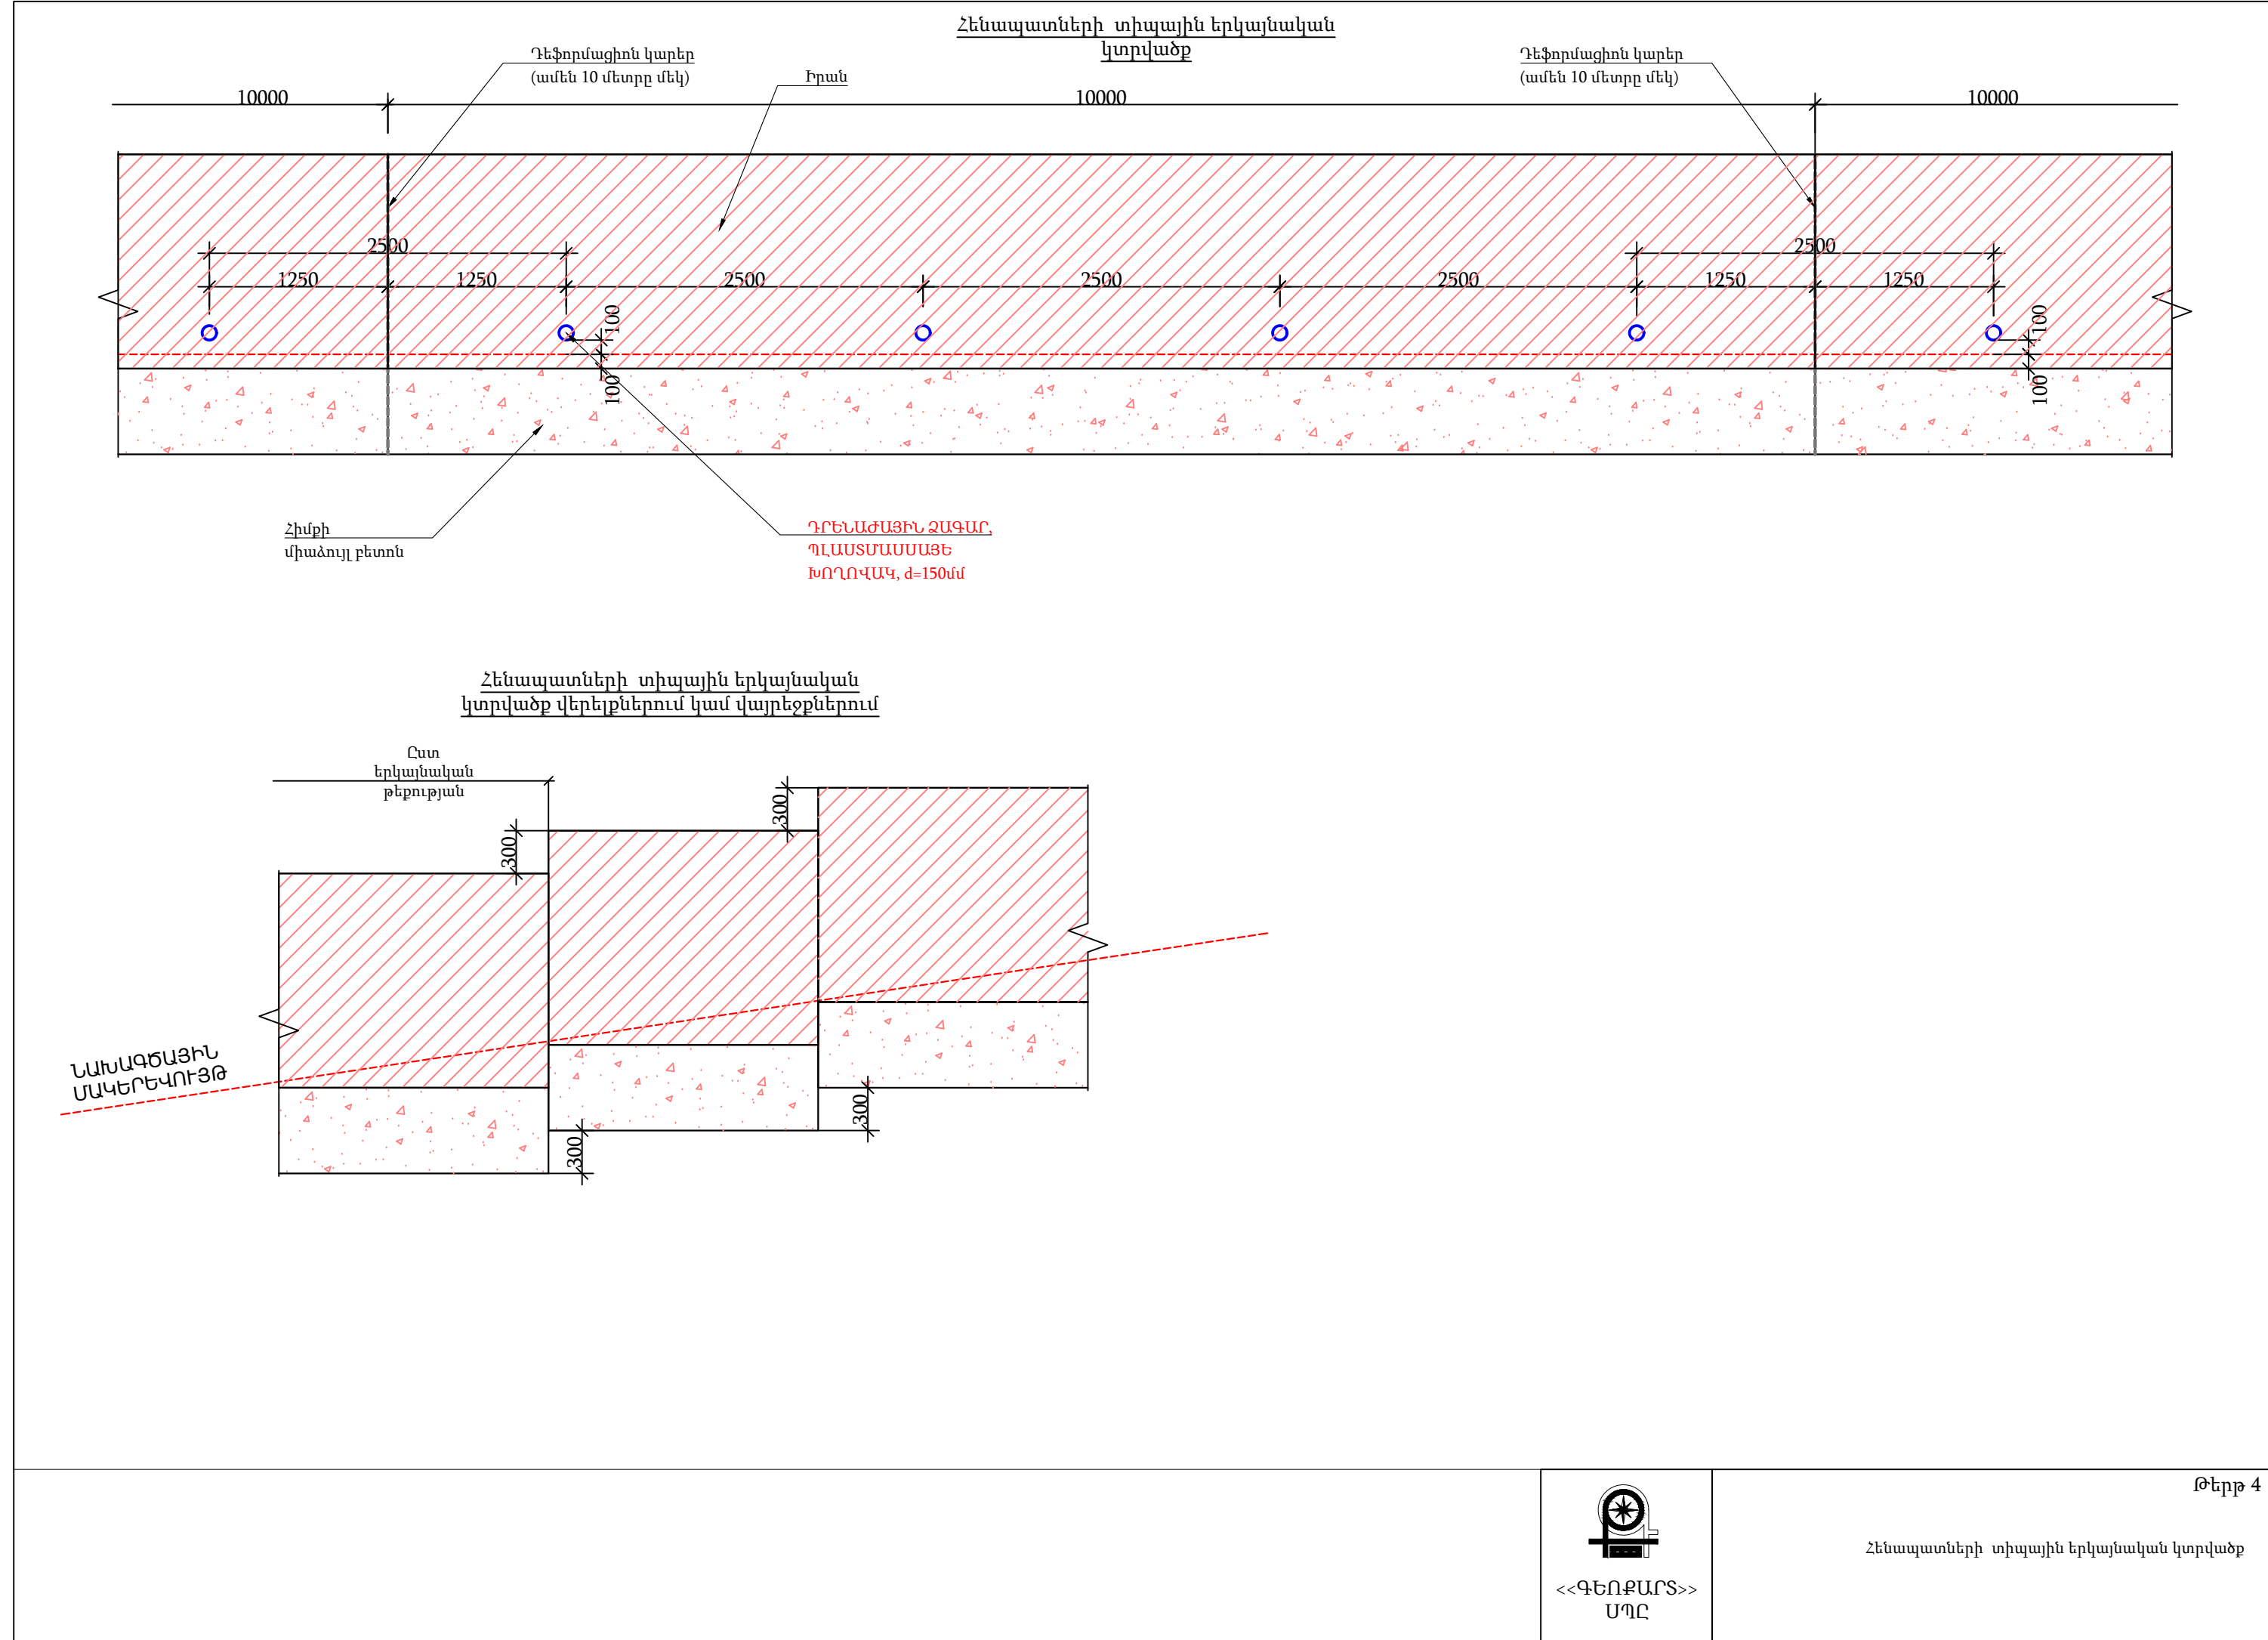 Հենապատների տիպային երկայնական
կտրվածք
Դեֆորմացիոն կարեր
(ամեն 10 մետրը մեկ)
Իրան
Դեֆորմացիոն կարեր
(ամեն 10 մետրը մեկ)
10000
10000
10000
2500
2500
1250
1250
2500
2500
2500
1250
1250
100
100
100
100
Հիմքի
միաձույլ բետոն
ԴՐԵՆԱԺԱՅԻՆ ՁԱԳԱՐ,
ՊԼԱՍՏՄԱՍՍԱՅԵ
ԽՈՂՈՎԱԿ, d=150մմ
Հենապատների տիպային երկայնական
կտրվածք վերելքներում կամ վայրեջքներում
Ըստ
երկայնական
թեքության
300
300
300
300
ՆԱԽԱԳԾԱՅԻՆ
ՄԱԿԵՐԵՎՈՒՅԹ
Թերթ 4
Հենապատների տիպային երկայնական կտրվածք
<<ԳԵՈՔԱՐՏ>>
ՍՊԸ